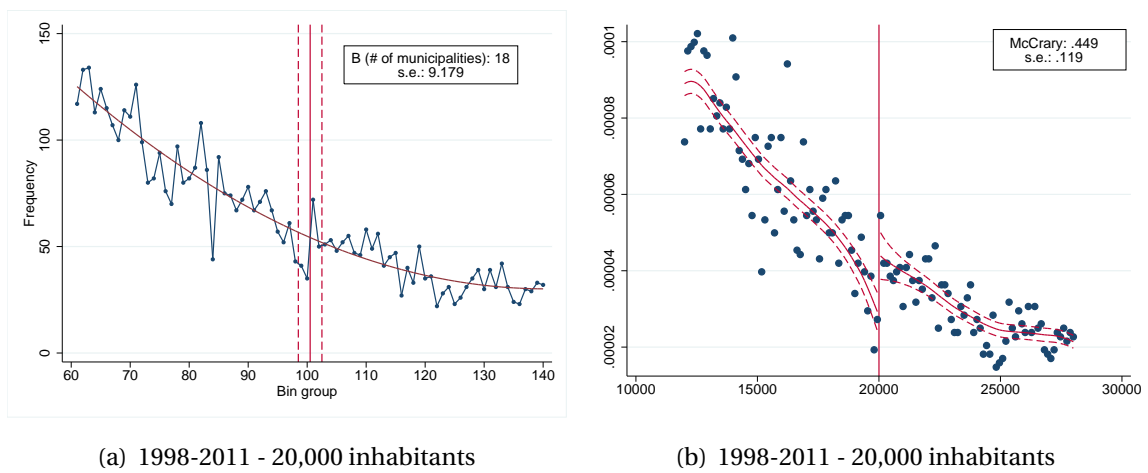 150
100
50
0
Frequency
B (# of municipalities): 18
s.e.: 9.179
60 70 80 90 100 110 120 130 140
Bin group
(a) 1998-2011 - 20,000 inhabitants
.0001
.00008
.00006
.00004
.00002
McCrary: .449
s.e.: .119
10000 15000 20000 25000 30000
(b) 1998-2011 - 20,000 inhabitants